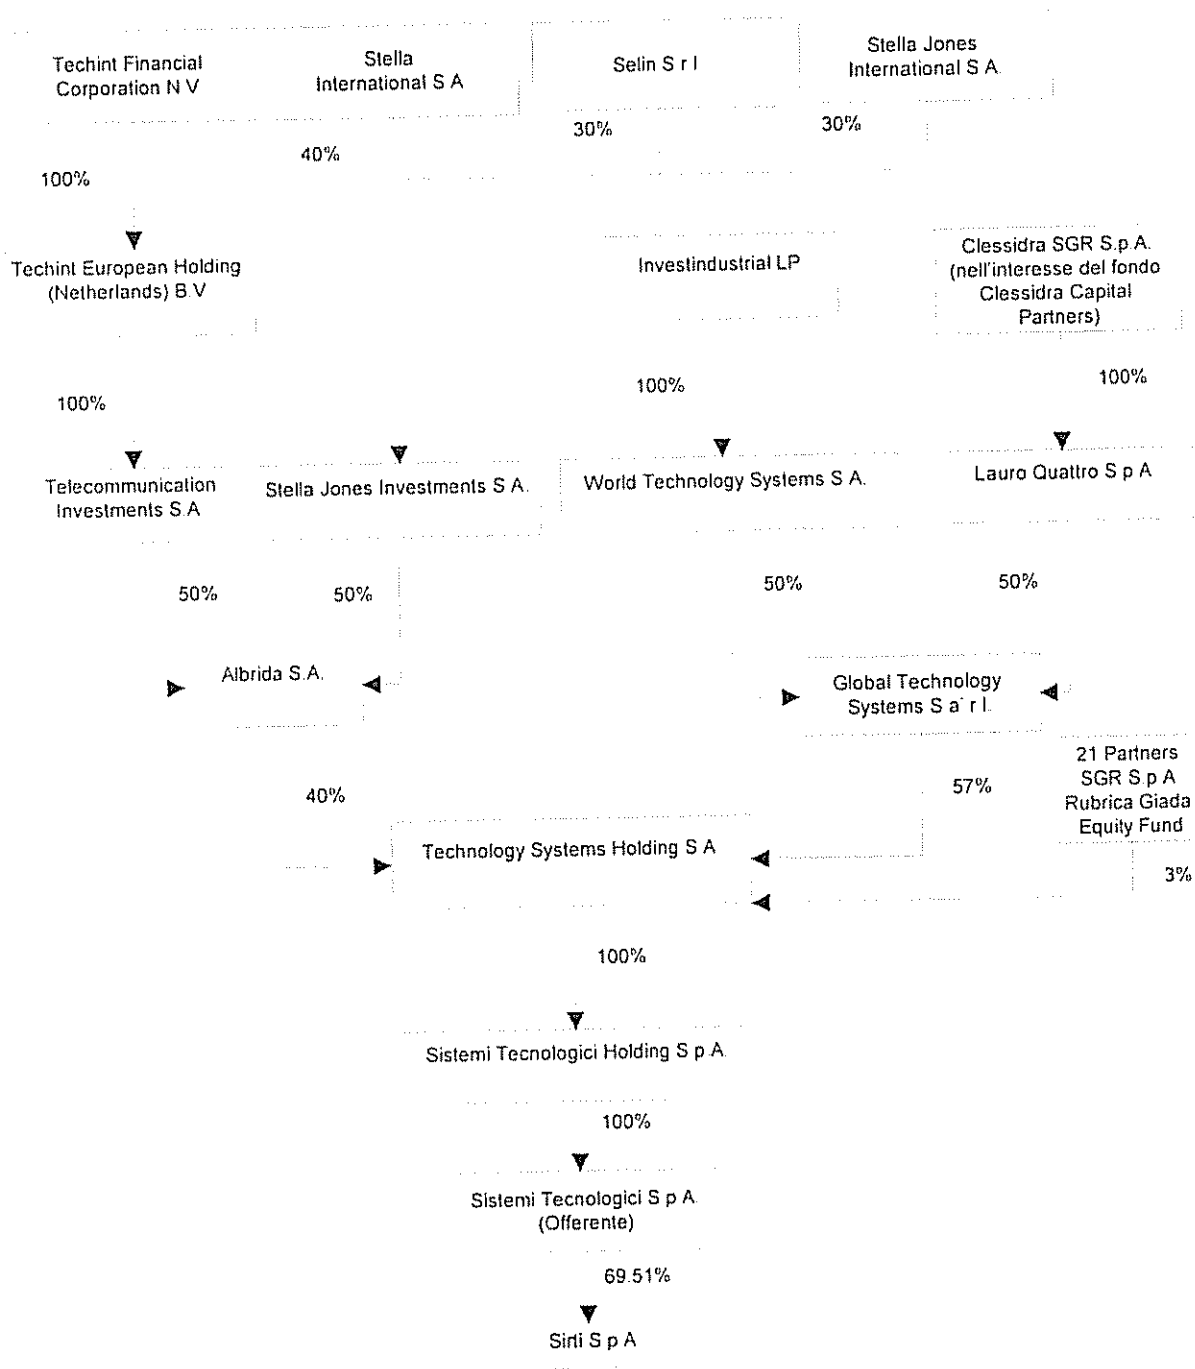 Techint Financial
Corporation N V
Stella
International S A
Selin S r l
Stella Jones
International S A.
100%
40%
30%
30%
Techint European Holding
(Netherlands) B.V
Investindustrial LP
Clessidra SGR S.p.A.
(nell'interesse del fondo
Clessidra Capital
Partners)
100%
100%
100%
Telecommunication
Investments S.A
Stella Jones Investments S A.
World Technology Systems S A.
Lauro Quattro S p A
50%
50%
50%
50%
Albrida S.A.
Global Technology
Systems S a` r l.
21 Partners
SGR S.p A
Rubrica Giada
Equity Fund
40%
57%
3%
Technology Systems Holding S A
100%
Sistemi Tecnologici Holding S p A.
100%
Sistemi Tecnologici S p A.
(Offerente)
69.51%
Sirti S p A